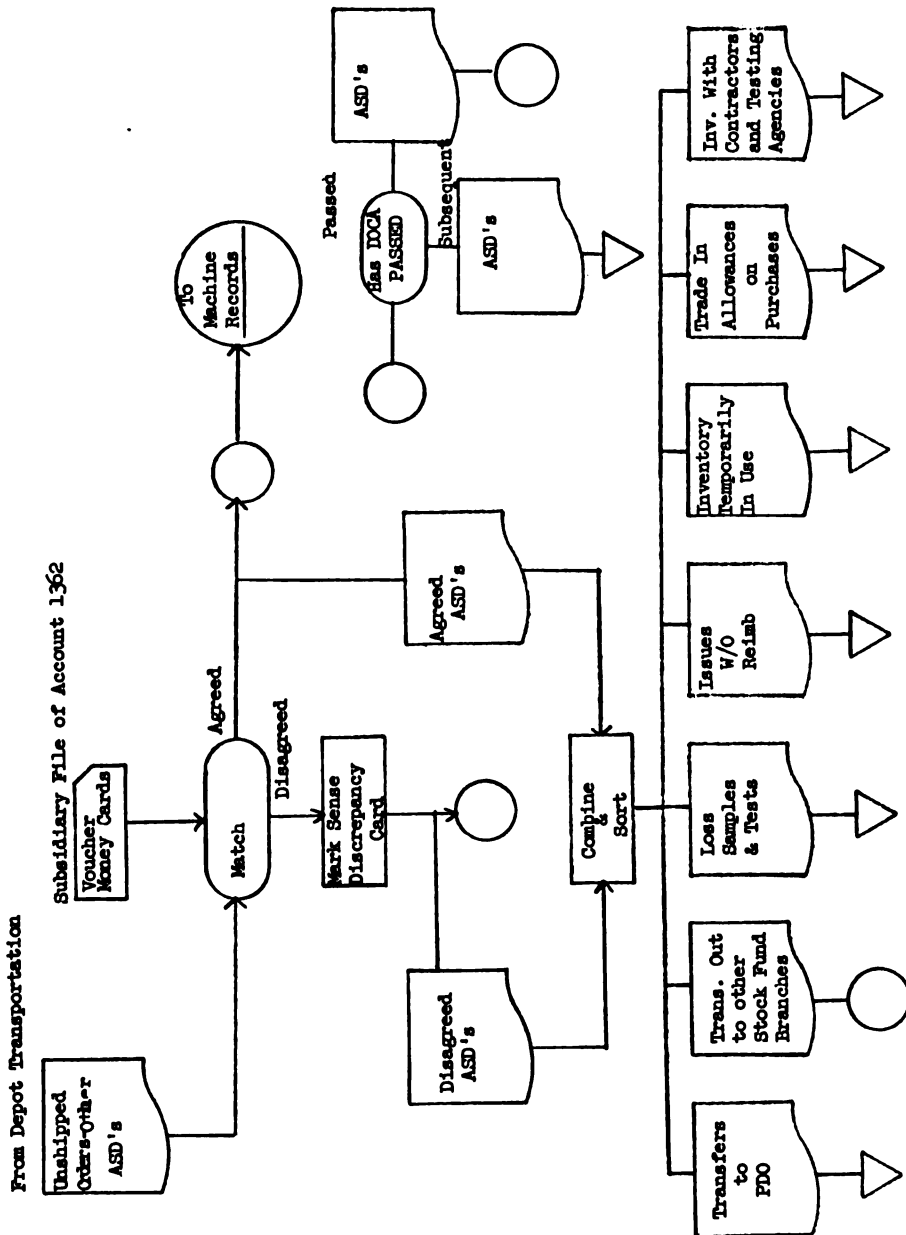 From Depot Transportation
Unshipped
Orders-other
ASD's
Subsidiary File of Account 1362
Voucher
Money Cards
Match
Agreed
Disagreed
To
Machine
Records
Mark Sense
Discrepancy
Card
Disagreed
ASD's
Agreed
ASD's
Combine
&
Sort
Has IOCA
PASSED
Passed
ASD's
Subsequent
ASD's
Transfers
to
PDO
Trans. Out
to other
Stock Fund
Branches
Loss
Samples
& Tests
Issues
W/O
Reimb
Inventory
Temporarily
In Use
Trade In
Allowances
on
Purchases
Inv. With
Contractors
and Testing
Agencies